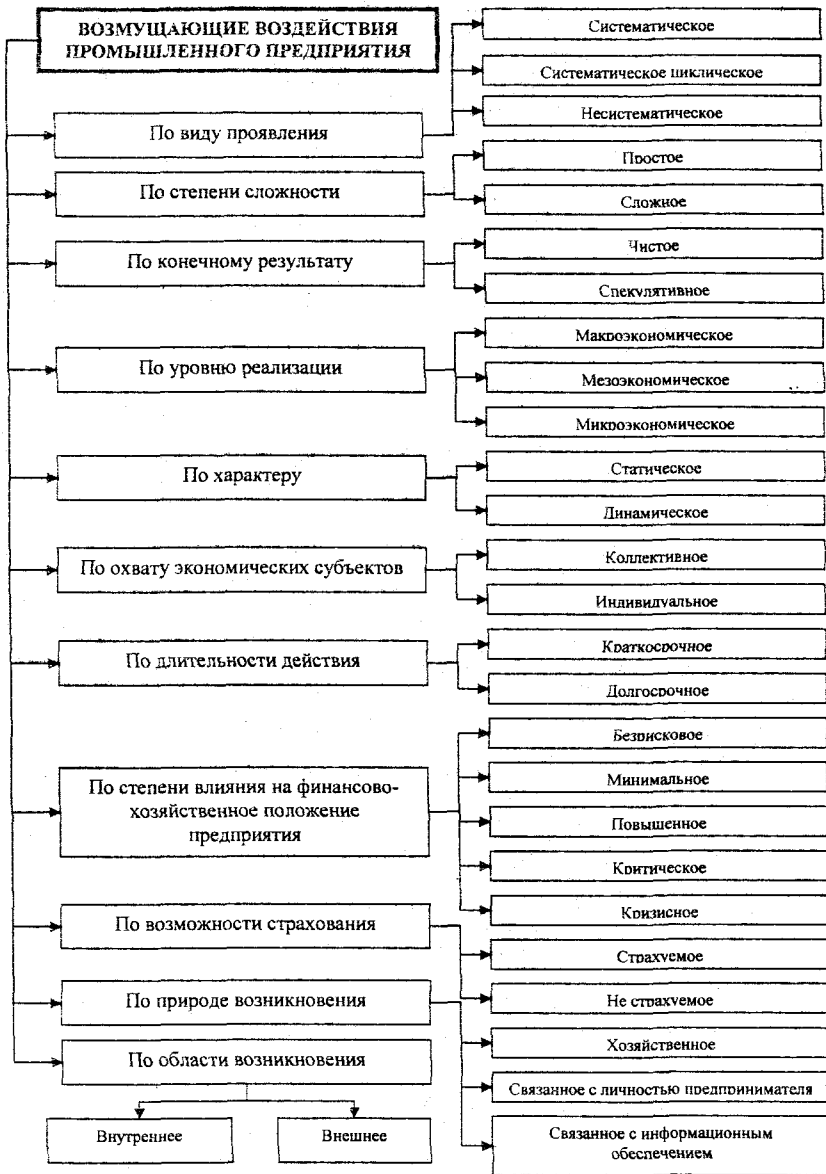 ВОЗМУЩАЮЩИЕ ВОЗДЕЙСТВИЯ
ПРОМЫШЛЕННОГО ПРЕДПРИЯТИЯ
По виду проявления
Систематическое
Систематическое циклическое
Несистематическое
По степени сложности
Простое
Сложное
По конечному результату
Чистое
Спекулятивное
По уровню реализации
Макроэкономическое
Мезоэкономическое
Микроэкономическое
По характеру
Статическое
Динамическое
По охвату экономических субъектов
Коллективное
Индивидуальное
По длительности действия
Краткосрочное
Долгосрочное
По степени влияния на финансово-
хозяйственное положение
предприятия
Безрисковое
Минимальное
Повышенное
Критическое
Кризисное
По возможности страхования
Страхуемое
Не страхуемое
По природе возникновения
Хозяйственное
Связанное с личностью предпринимателя
Связанное с информационным
обеспечением
По области возникновения
Внутреннее
Внешнее